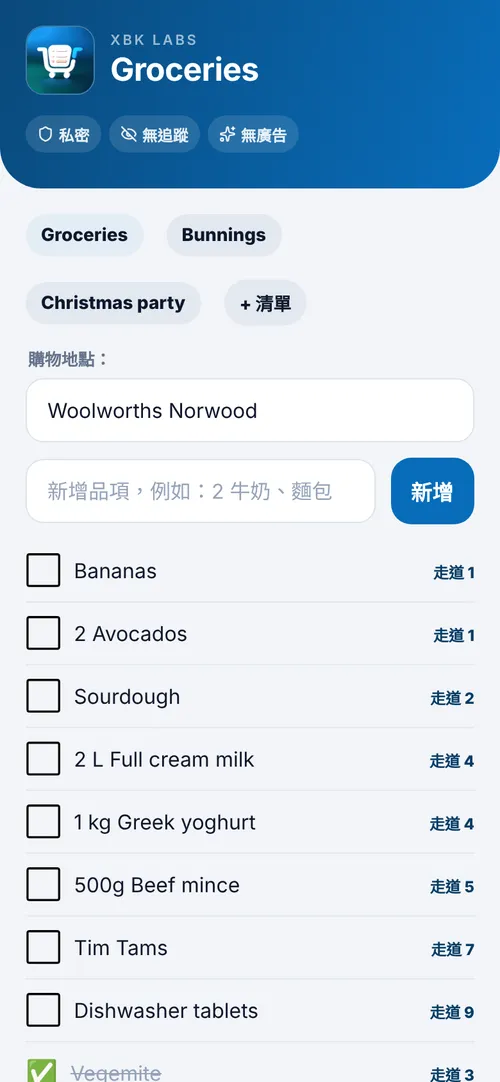 XBK LABS
Groceries
私密 無追蹤 無廣告
Groceries Bunnings
Christmas party + 清單
購物地點：
Woolworths Norwood
新增品項，例如：2 牛奶、麵包 新增
Bananas 走道 1
2 Avocados 走道 1
Sourdough 走道 2
2 L Full cream milk 走道 4
1 kg Greek yoghurt 走道 4
500g Beef mince 走道 5
Tim Tams 走道 7
Dishwasher tablets 走道 9
Vegemite 走道 3